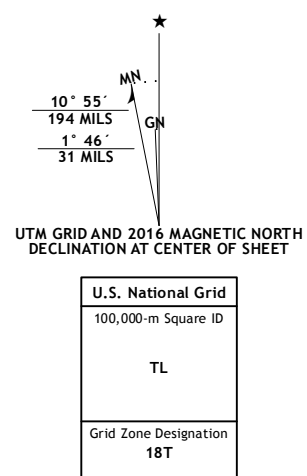 ★
MN
10° 55´
194 MILS
GN
1° 46´
31 MILS
UTM GRID AND 2016 MAGNETIC NORTH
DECLINATION AT CENTER OF SHEET
U.S. National Grid
100,000-m Square ID
TL
Grid Zone Designation
18T